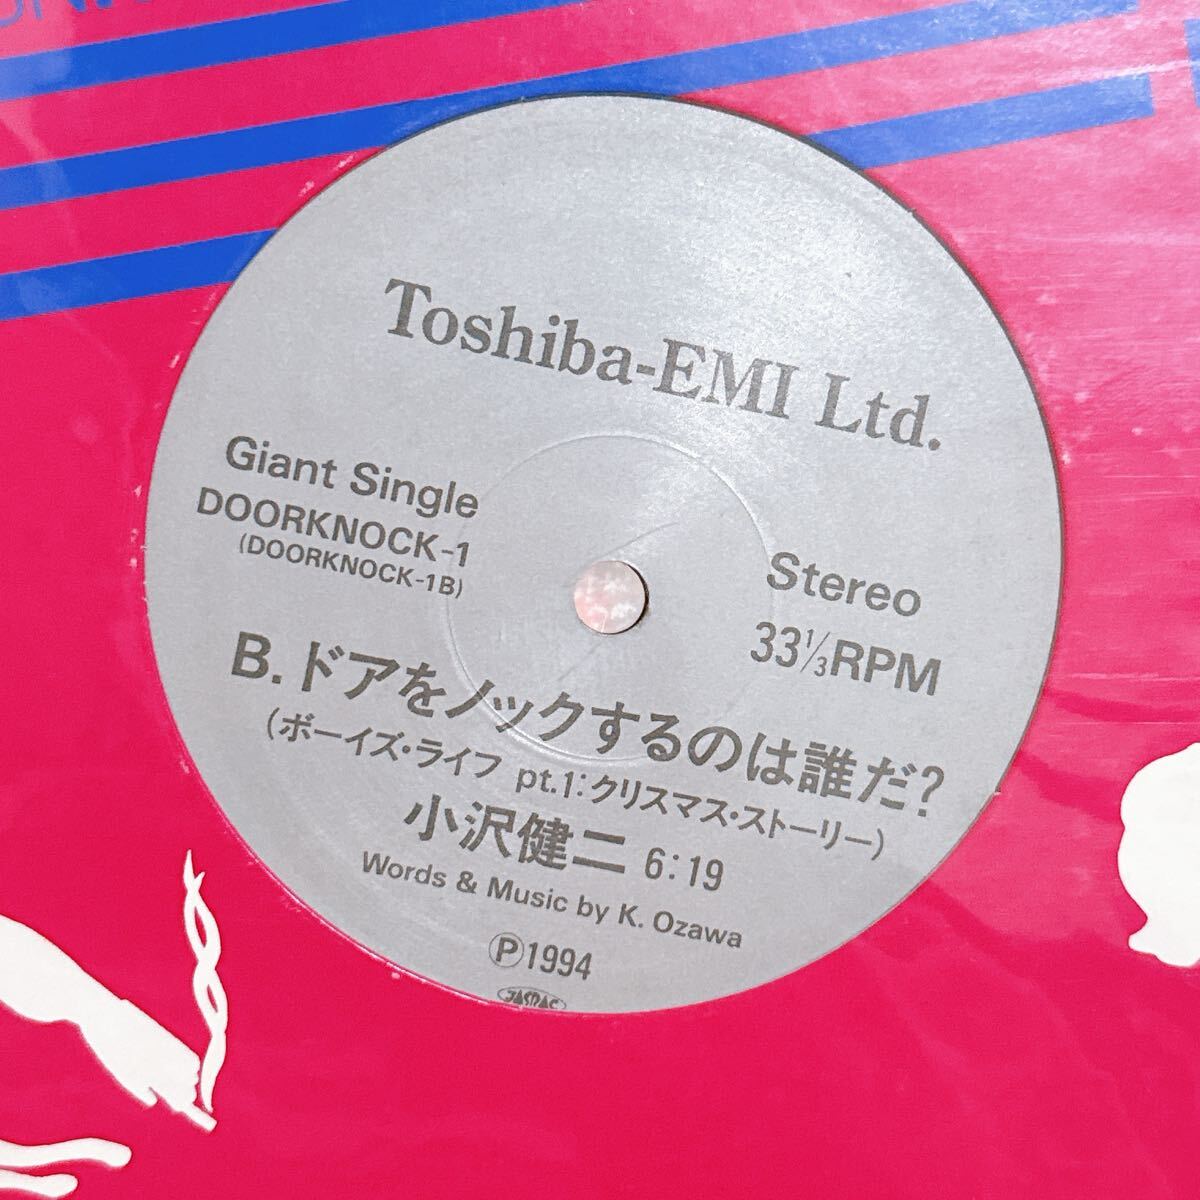 Toshiba-EMI Ltd.
Giant Single
DOORKNOCK-1
(DOORKNOCK-1B)
Stereo
33⅓RPM
B.ドアをノックするのは誰だ?
(ボーイズ・ライフ pt.1:クリスマス・ストーリー)
小沢健二 6:19
Words & Music by K. Ozawa
Ⓟ1994
JASRAC